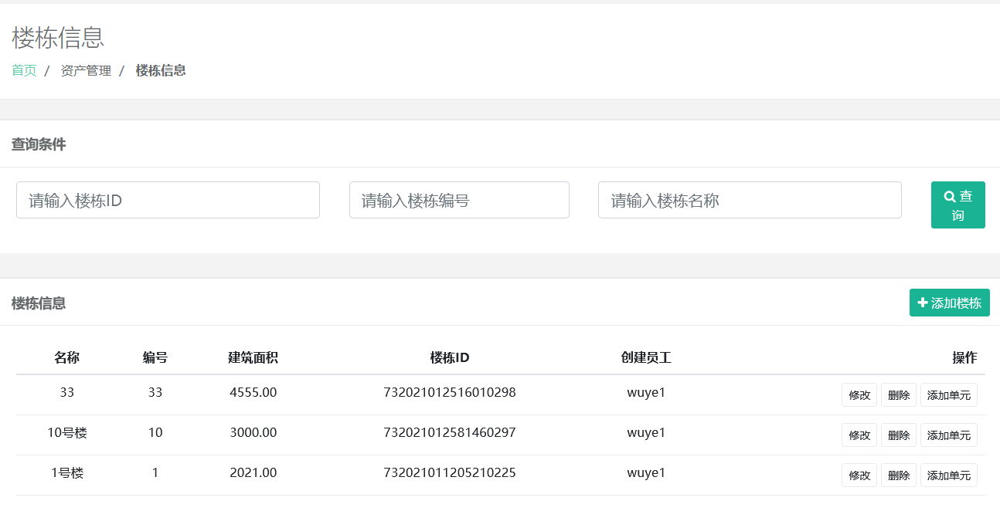 楼栋信息
首页 / 资产管理 / 楼栋信息
查询条件
请输入楼栋ID 请输入楼栋编号 请输入楼栋名称 查
询
楼栋信息 添加楼栋
名称 编号 建筑面积 楼栋ID 创建员工 操作
33 33 4555.00 732021012516010298 wuye1 修改 删除 添加单元
10号楼 10 3000.00 732021012581460297 wuye1 修改 删除 添加单元
1号楼 1 2021.00 732021011205210225 wuye1 修改 删除 添加单元